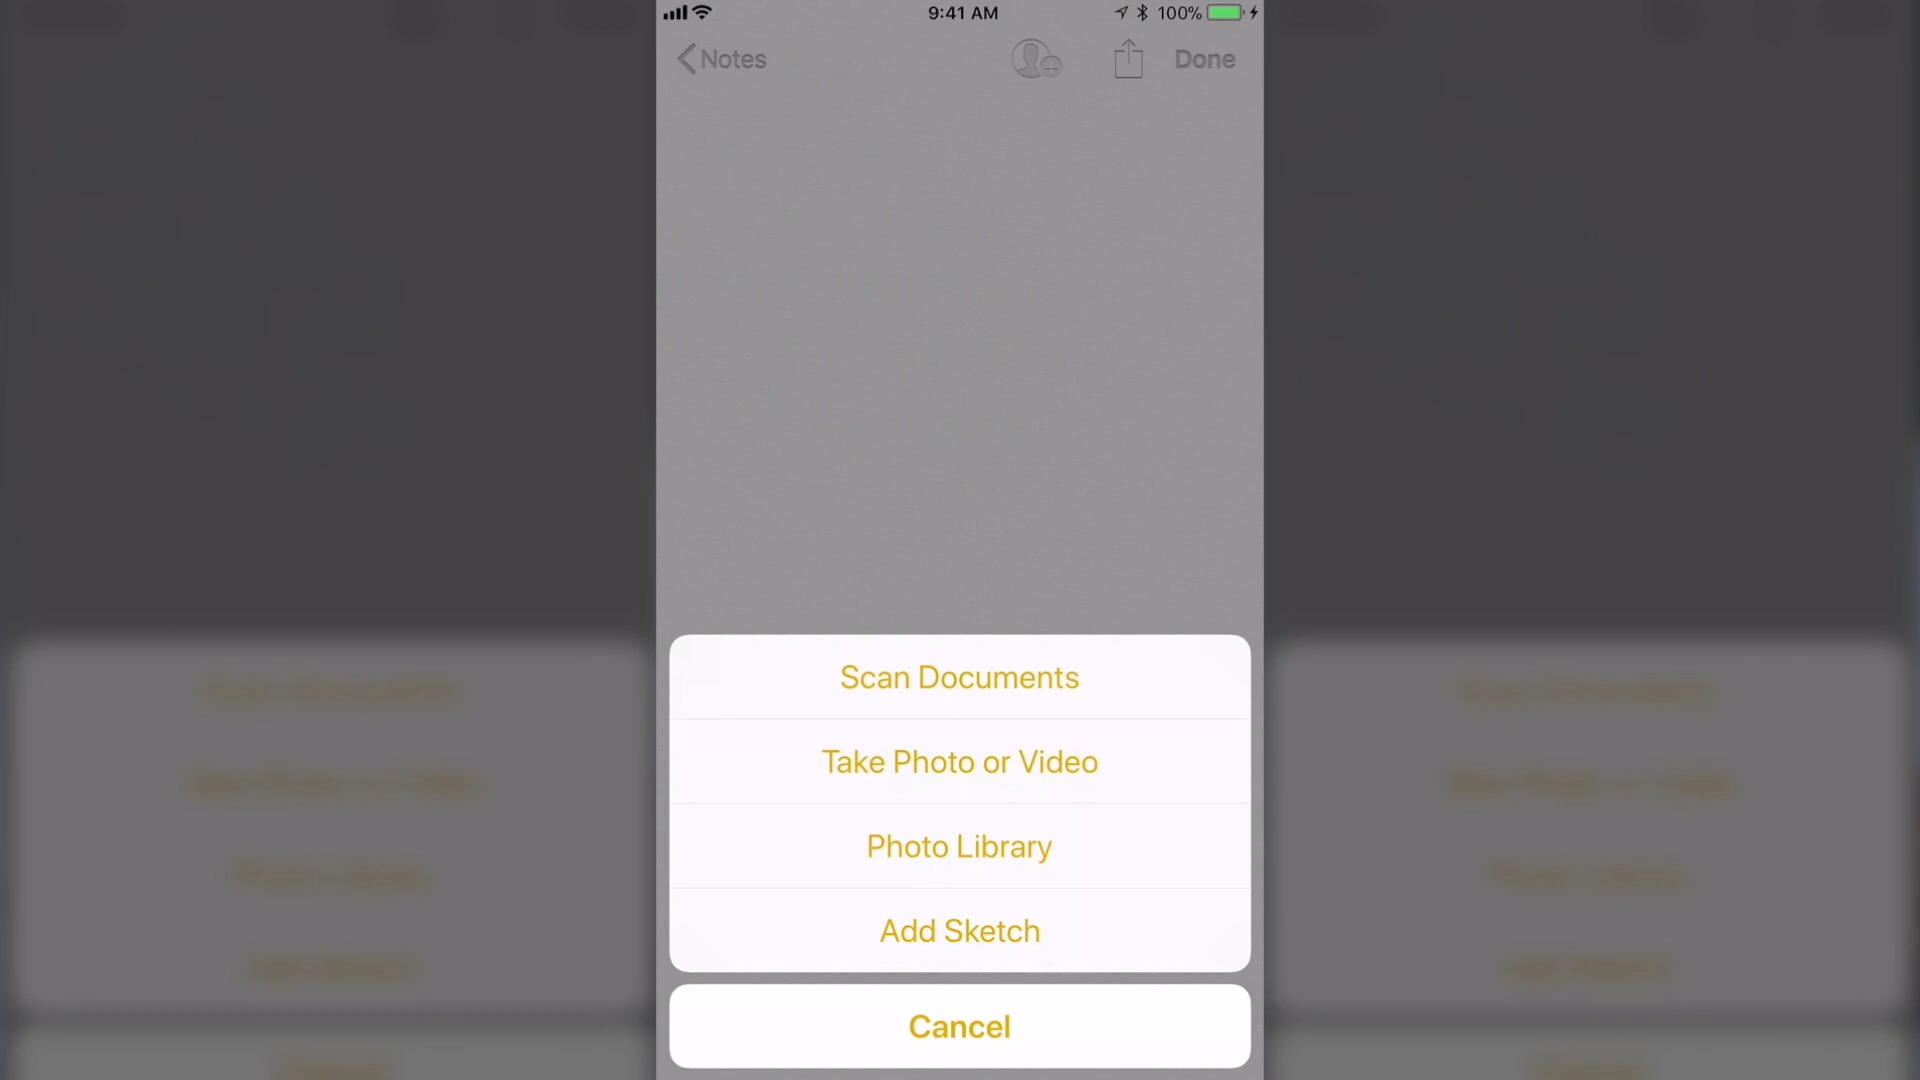 9:41 AM
100%
Notes
Done
Scan Documents
Take Photo or Video
Photo Library
Add Sketch
Cancel